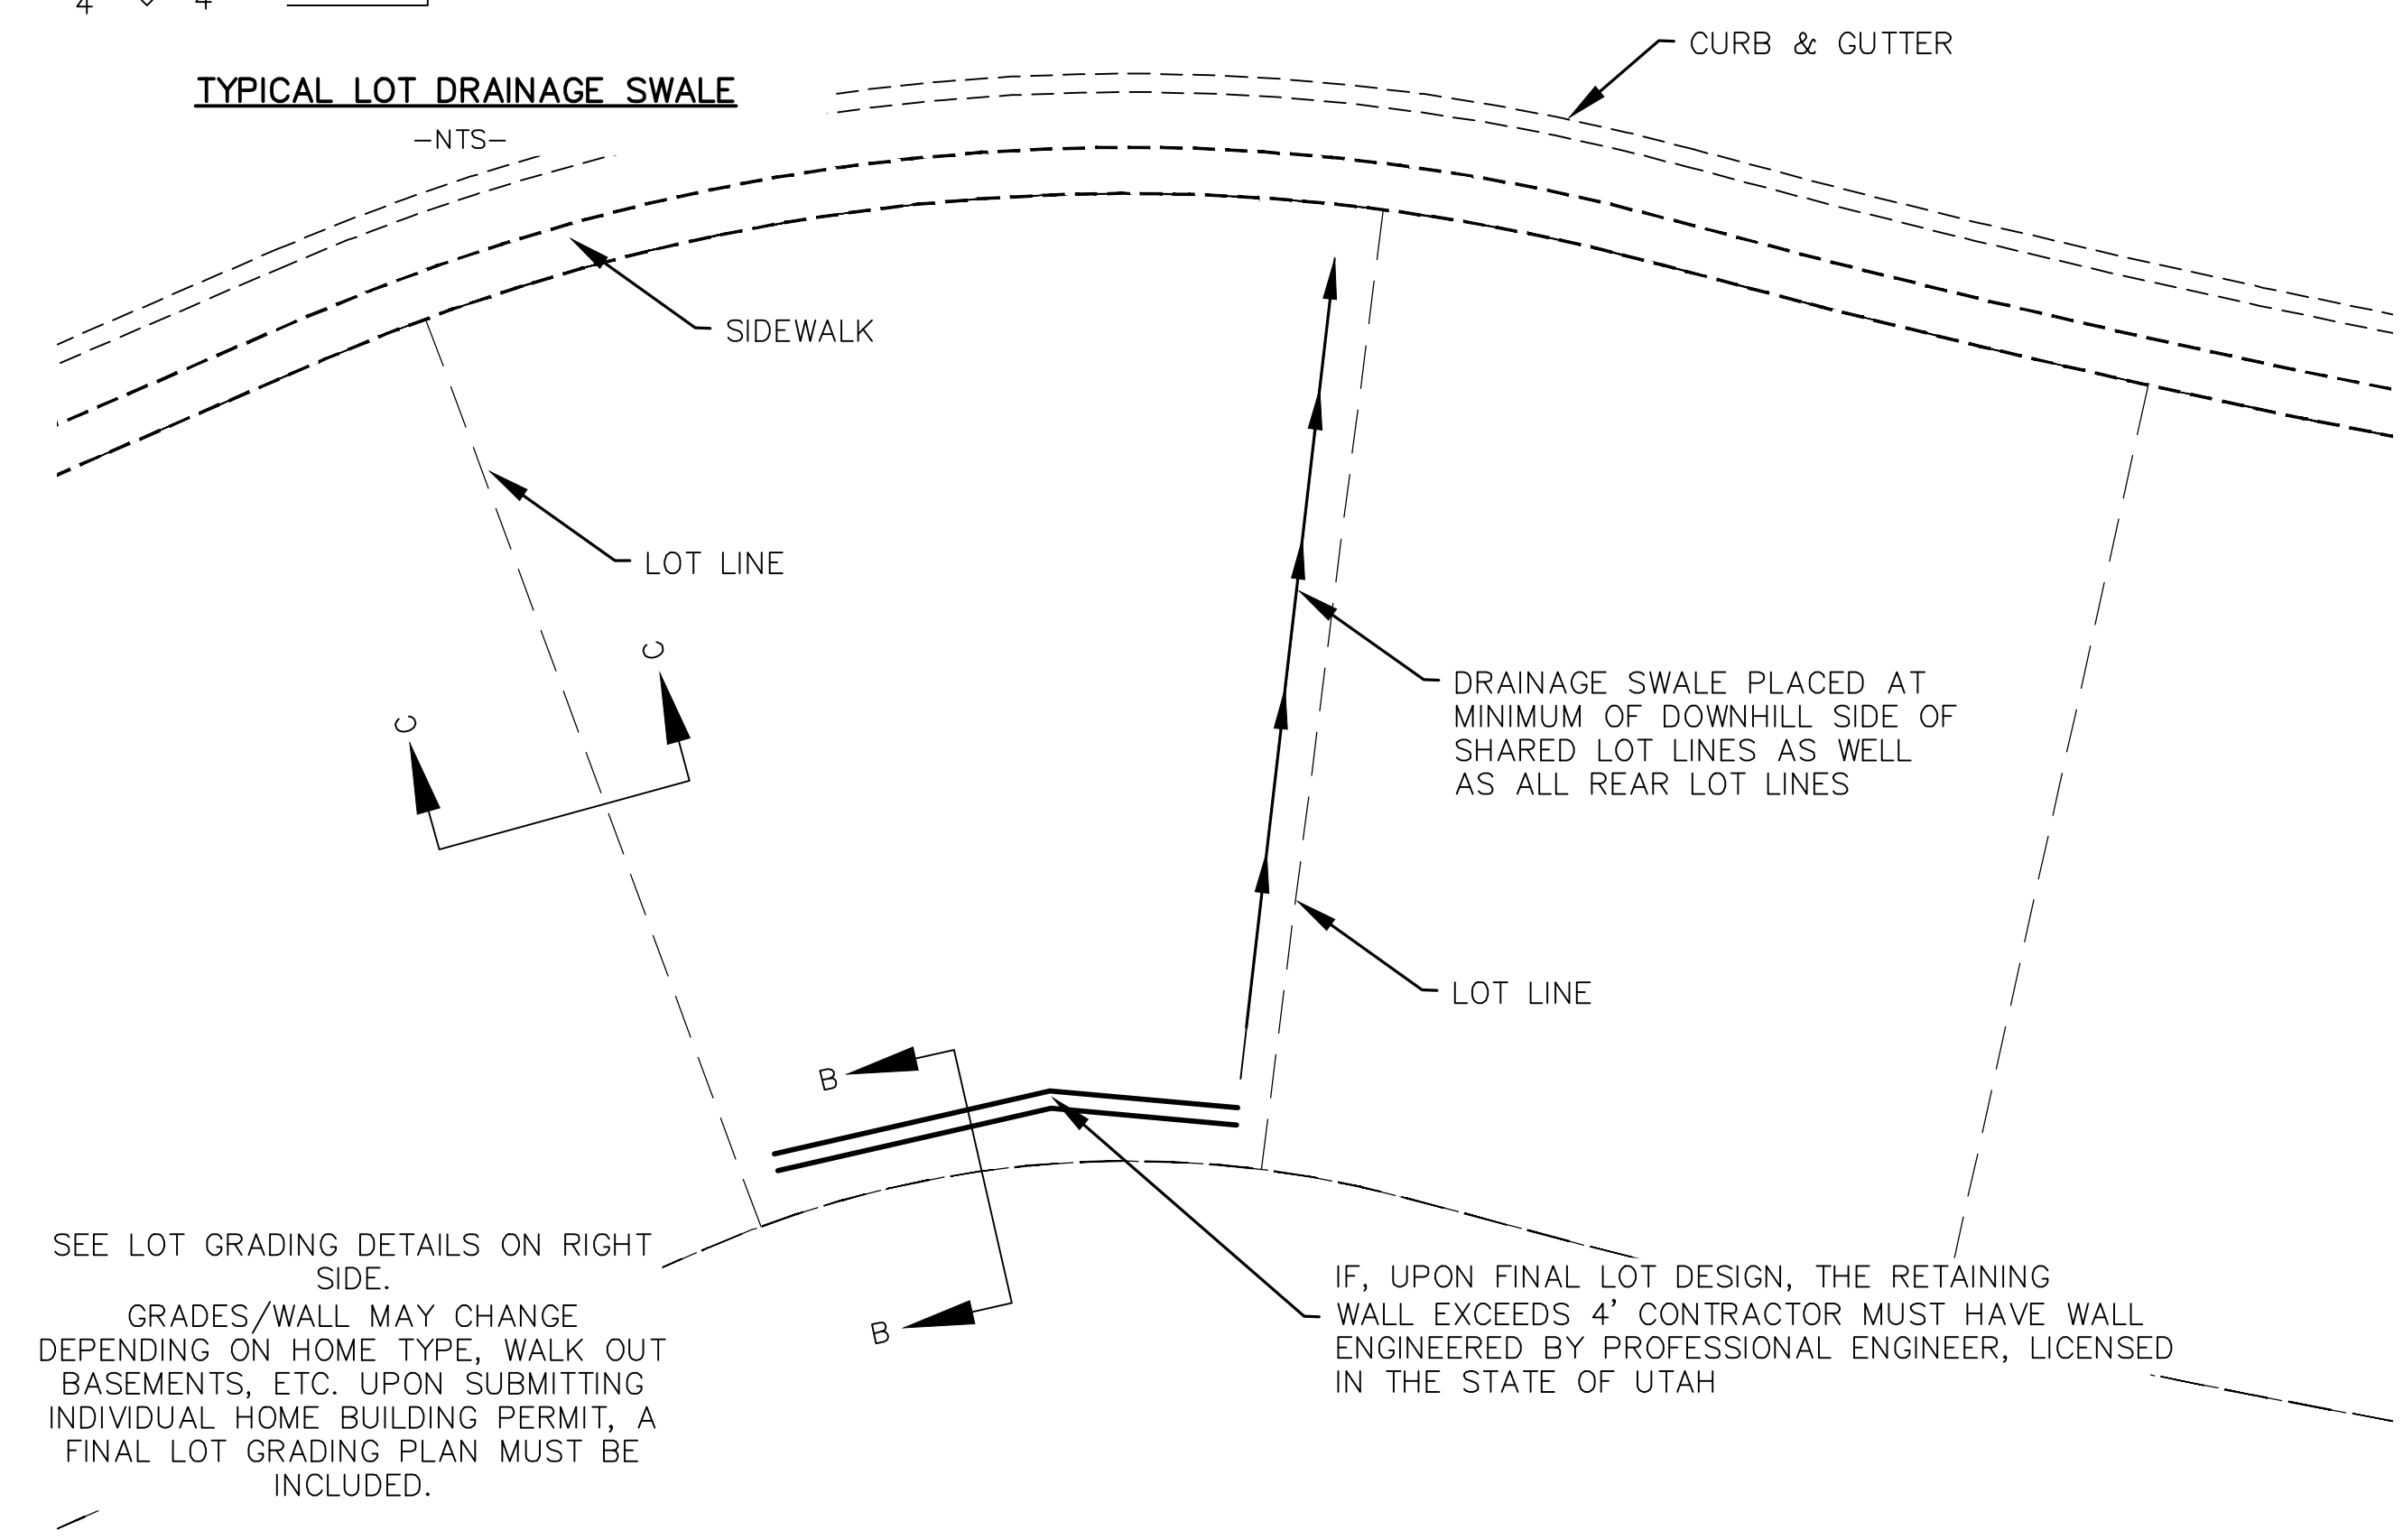 4 4
CURB & GUTTER
TYPICAL LOT DRAINAGE SWALE
-NTS-
SIDEWALK
LOT LINE
C
C
DRAINAGE SWALE PLACED AT
MINIMUM OF DOWNHILL SIDE OF
SHARED LOT LINES AS WELL
AS ALL REAR LOT LINES
LOT LINE
B
B
SEE LOT GRADING DETAILS ON RIGHT
SIDE.
GRADES/WALL MAY CHANGE
DEPENDING ON HOME TYPE, WALK OUT
BASEMENTS, ETC. UPON SUBMITTING
INDIVIDUAL HOME BUILDING PERMIT, A
FINAL LOT GRADING PLAN MUST BE
INCLUDED.
IF, UPON FINAL LOT DESIGN, THE RETAINING
WALL EXCEEDS 4' CONTRACTOR MUST HAVE WALL
ENGINEERED BY PROFESSIONAL ENGINEER, LICENSED
IN THE STATE OF UTAH